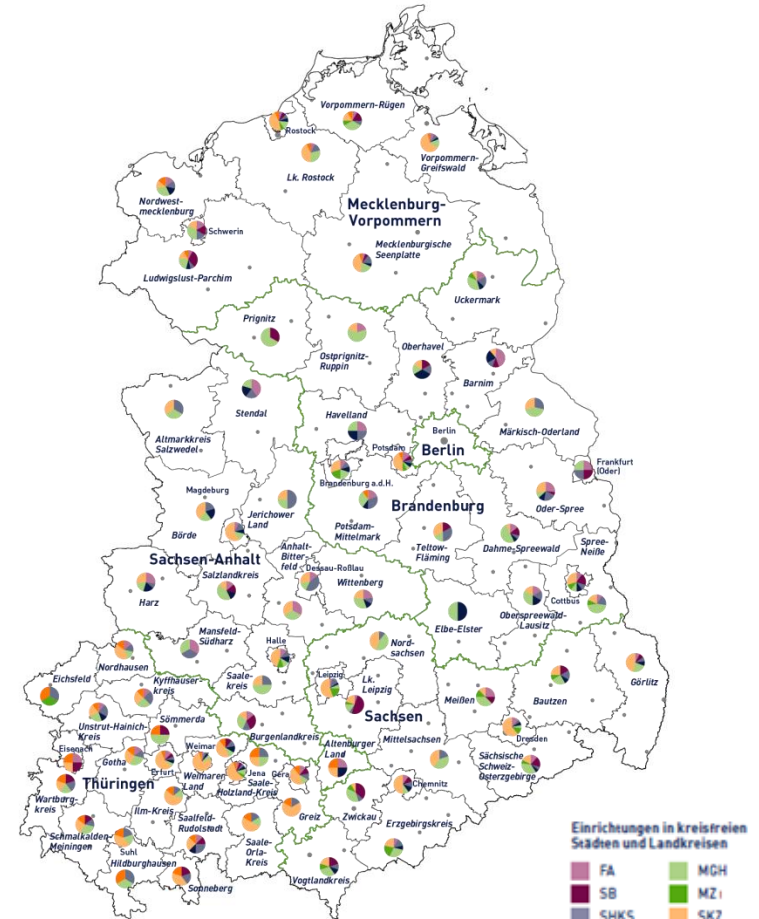 Vorpommern-Rügen
Rostock
Lk. Rostock
Vorpommern-
Greifswald
Nordwest-
mecklenburg
Mecklenburg-
Vorpommern
Schwerin
Mecklenburgische
Seenplatte
Ludwigslust-Parchim
Uckermark
Prignitz
Ostprignitz-
Ruppin
Oberhavel
Barnim
Stendal
Havelland
Altmarkkreis
Salzwedel
Märkisch-Oderland
Berlin
Berlin
Potsdam
Frankfurt
(Oder)
Brandenburg a.d.H.
Magdeburg
Jerichower
Land
Brandenburg
Oder-Spree
Börde
Potsdam-
Mittelmark
Teltow-
Fläming
Dahme-Spreewald
Spree-
Neiße
Sachsen-Anhalt
Anhalt-
Bitter-
feld
Dessau-Roßlau
Salzlandkreis
Wittenberg
Harz
Cottbus
Elbe-Elster
Oberspreewald-
Lausitz
Mansfeld-
Südharz
Halle
Nord-
sachsen
Nordhausen
Eichsfeld
Kyffhäuser-
kreis
Saale-
kreis
Leipzig
Lk.
Leipzig
Meißen
Bautzen
Görlitz
Unstrut-Hainich-
Kreis
Sömmerda
Burgenlandkreis
Sachsen
Dresden
Eisenach
Gotha
Weimar
Altenburger
Land
Mittelsachsen
Sächsische
Schweiz-
Osterzgebirge
Thüringen
Erfurt
Weimarer
Land
Jena
Gera
Saale-
Holzland-Kreis
Chemnitz
Wartburg-
kreis
Ilm-Kreis
Saalfeld-
Rudolstadt
Greiz
Zwickau
Erzgebirgskreis
Schmalkalden-
Meiningen
Suhl
Saale-
Orla-
Kreis
Hildburghausen
Sonneberg
Vogtlandkreis
Einrichtungen in kreisfreien
Städten und Landkreisen
FA
MGH
SB
MZ
SHKS
SKZ